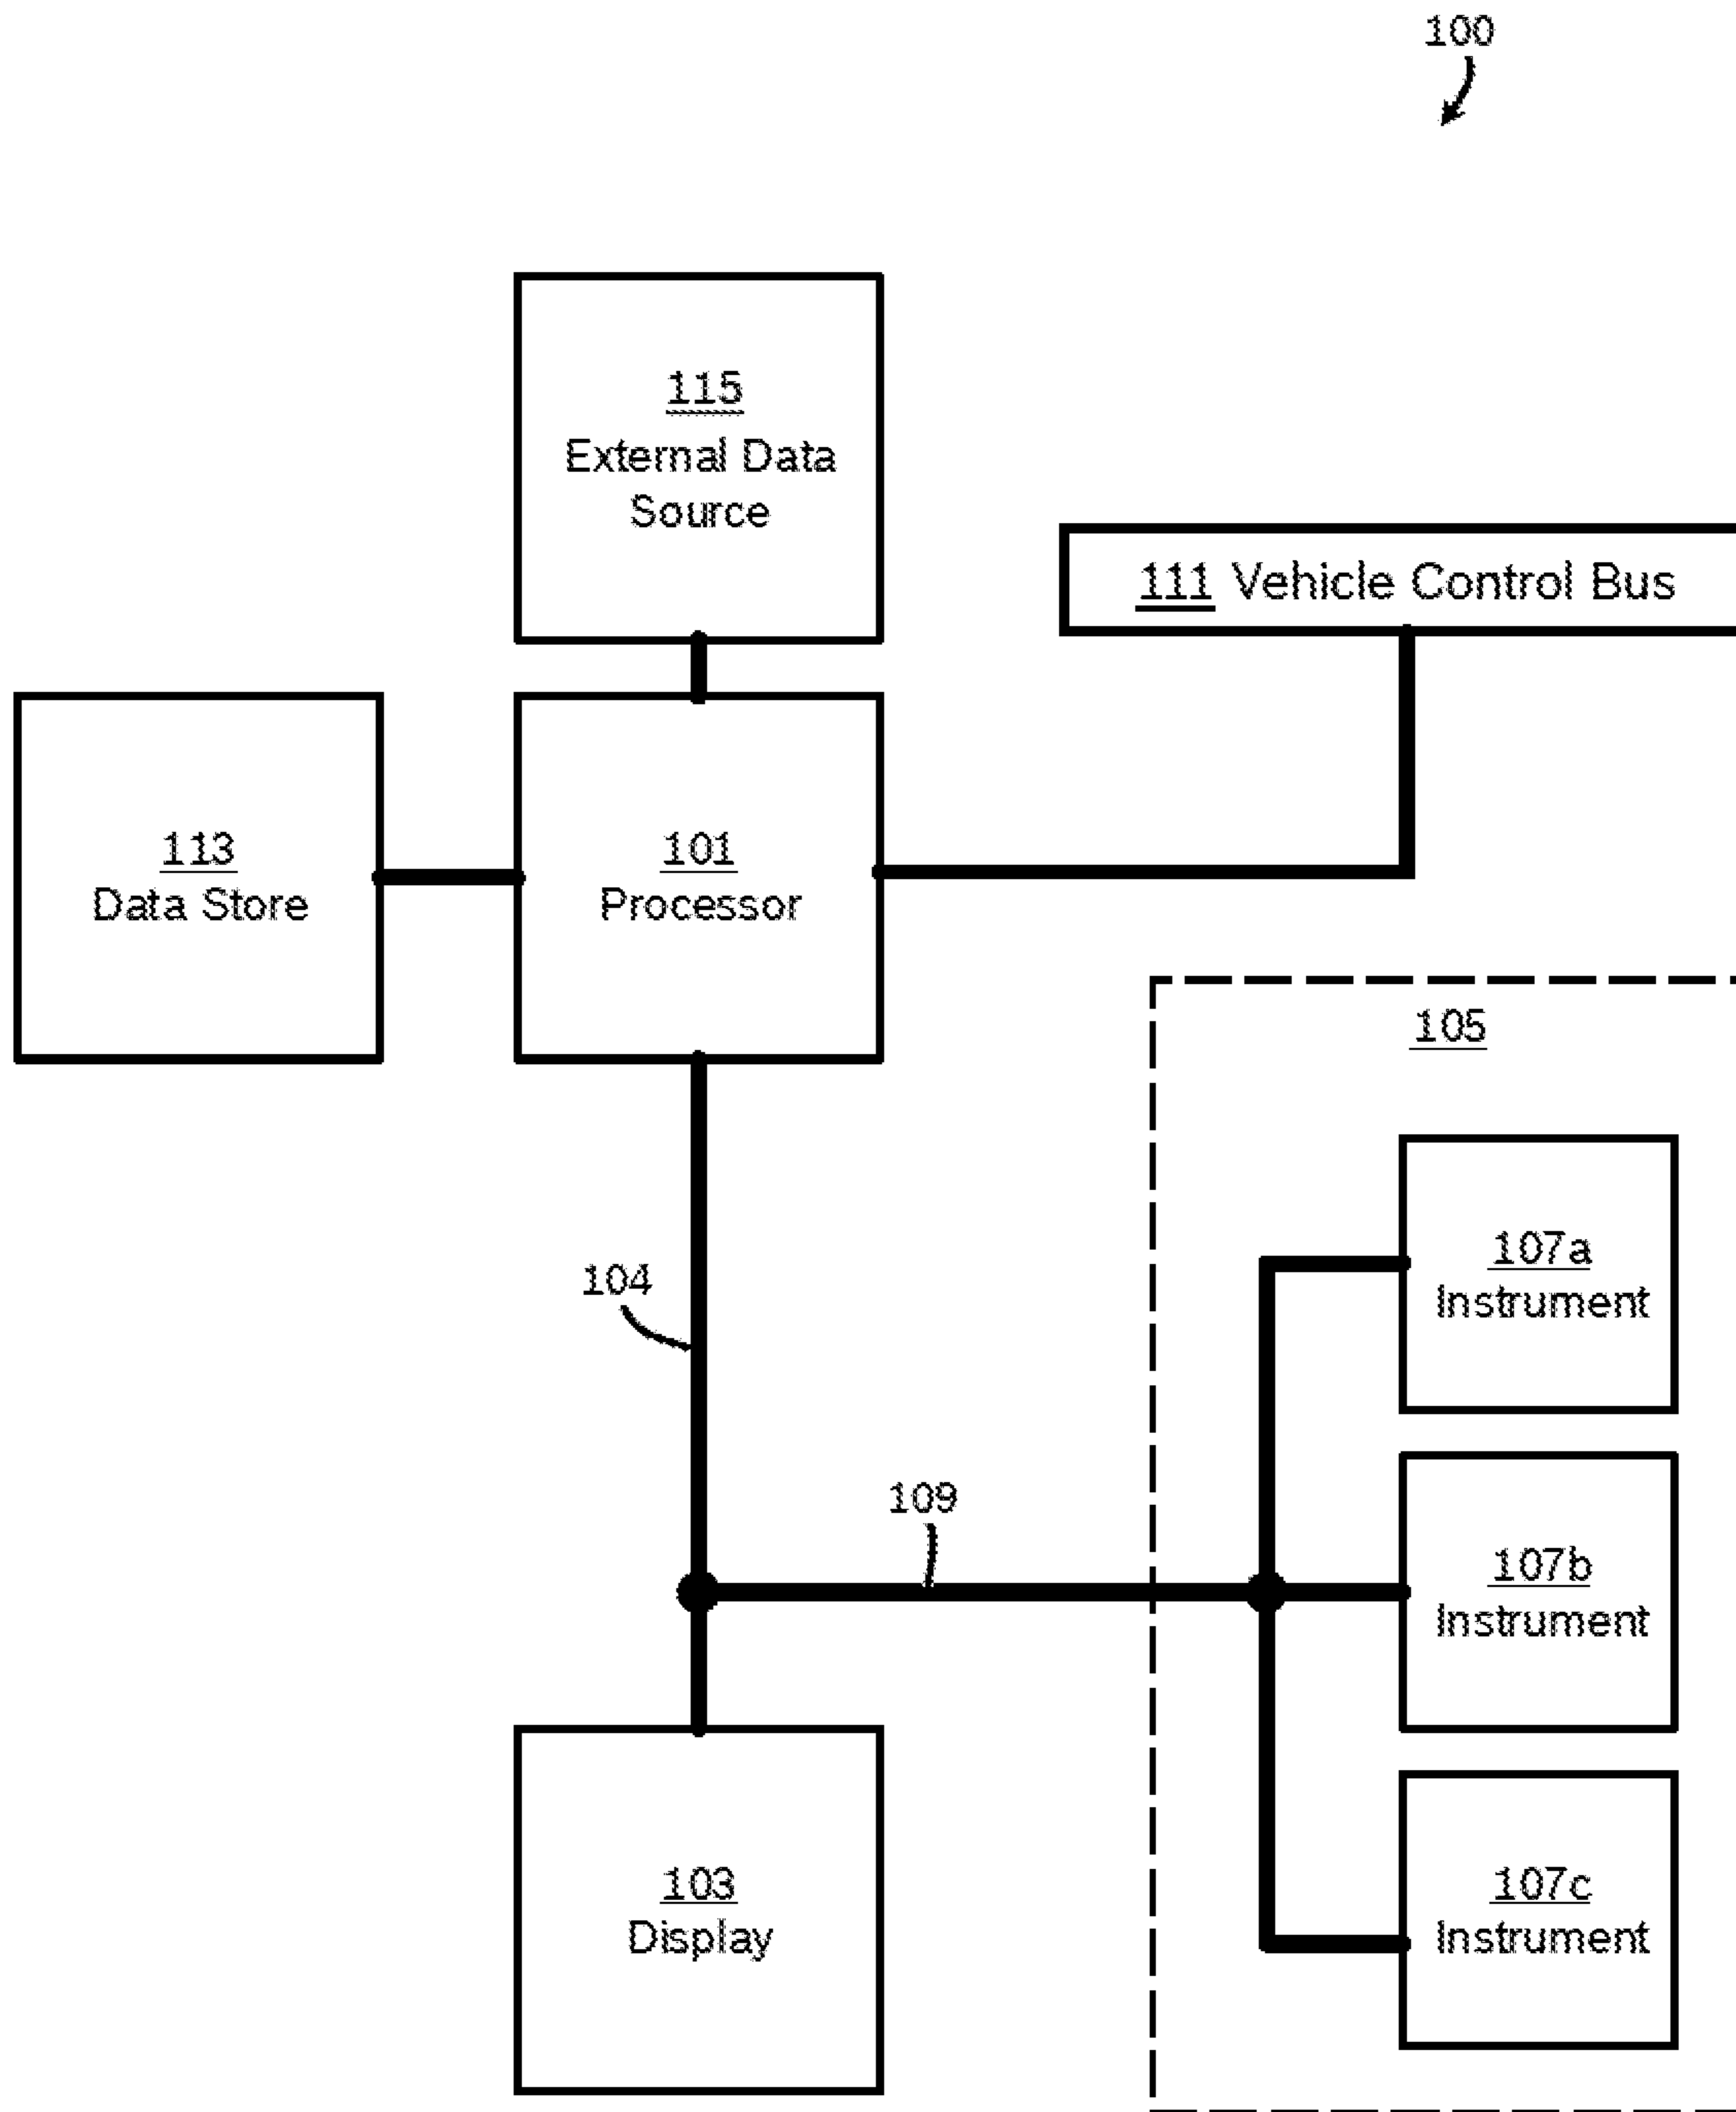 100
115
External Data
Source
111 Vehicle Control Bus
113
Data Store
101
Processor
105
107a
Instrument
104
109
107b
Instrument
103
Display
107c
Instrument